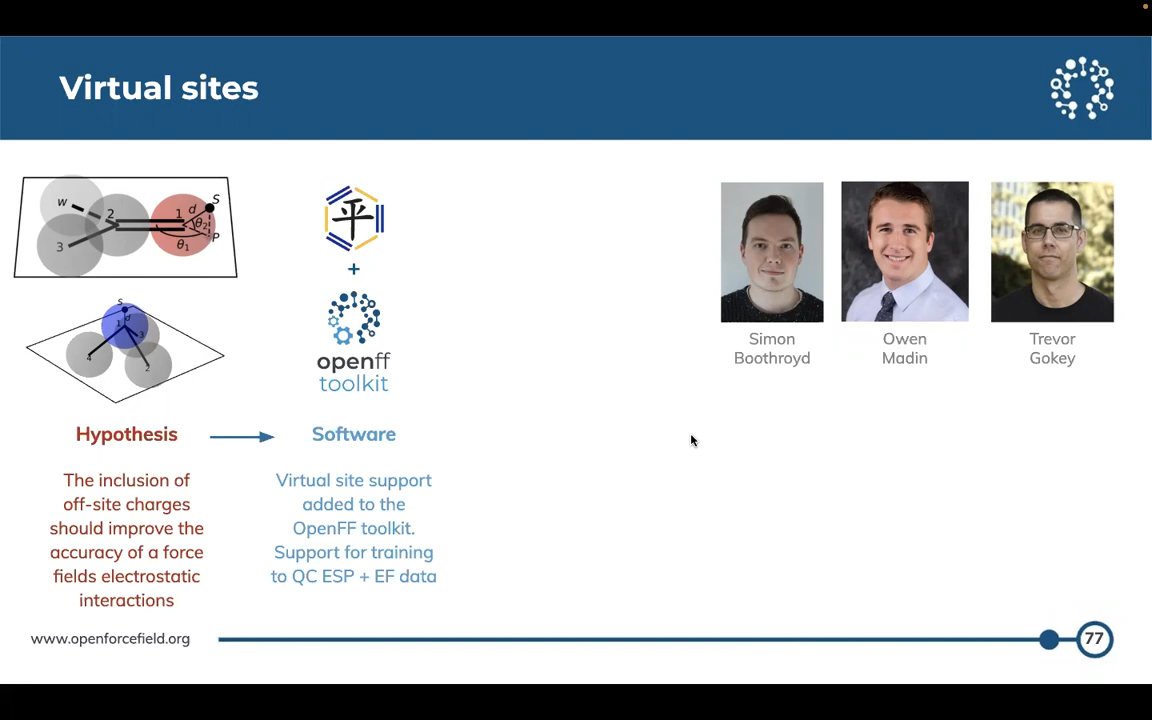 Virtual sites
w
2
1
d
S
θ2
P
3
θ1
平
+
S
d
1
3
4
2
openff
toolkit
Simon
Boothroyd
Owen
Madin
Trevor
Gokey
Hypothesis
Software
The inclusion of
off-site charges
should improve the
accuracy of a force
fields electrostatic
interactions
Virtual site support
added to the
OpenFF toolkit.
Support for training
to QC ESP + EF data
www.openforcefield.org
77